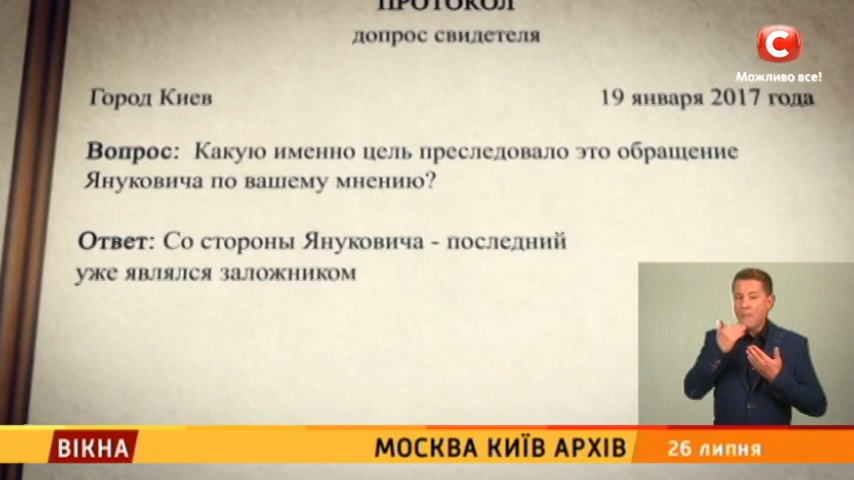 ПРОТОКОЛ
допрос свидетеля
С
Можливо все!
Город Киев 19 января 2017 года
Вопрос: Какую именно цель преследовало это обращение
Януковича по вашему мнению?
Ответ: Со стороны Януковича - последний
уже являлся заложником
ВІКНА МОСКВА КИЇВ АРХІВ 26 липня